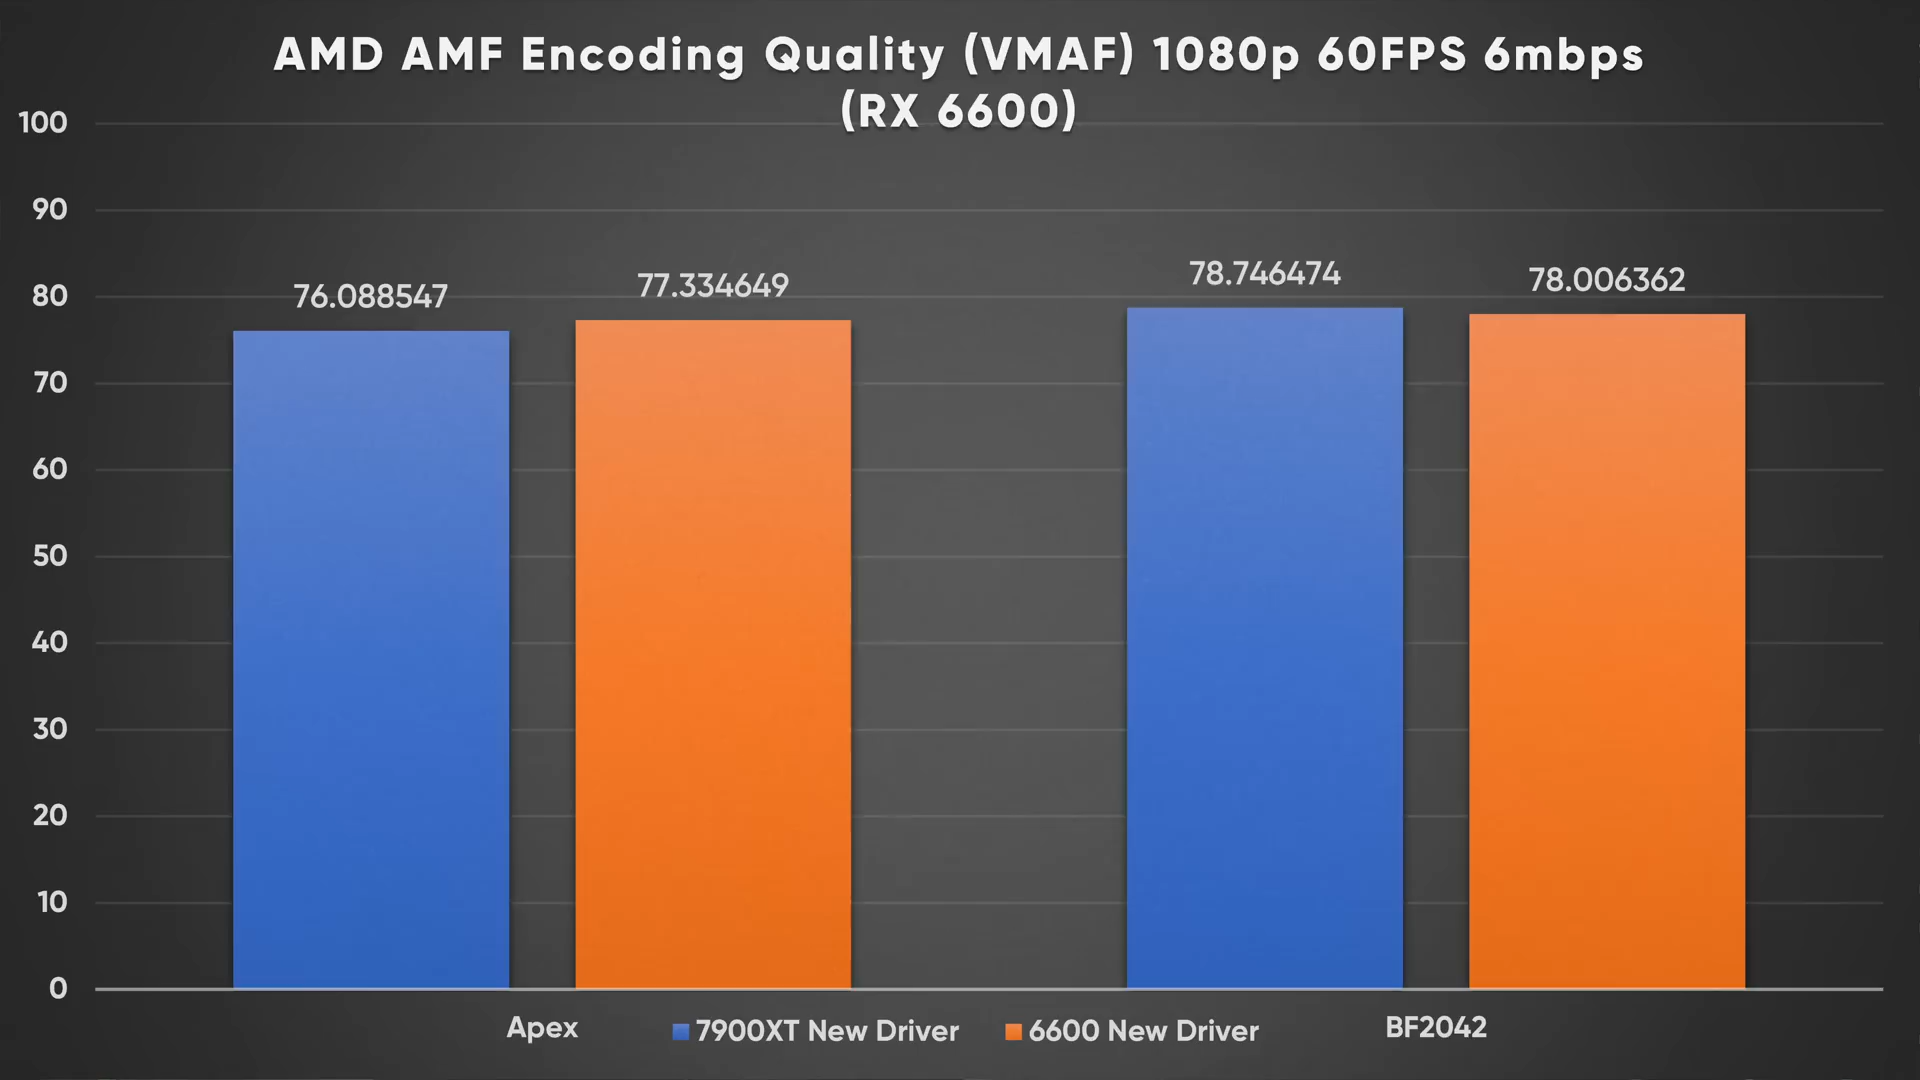 AMD AMF Encoding Quality (VMAF) 1080p 60FPS 6mbps
(RX 6600)
100
90
80
70
60
50
40
30
20
10
0
76.088547
77.334649
78.746474
78.006362
Apex
BF2042
7900XT New Driver
6600 New Driver